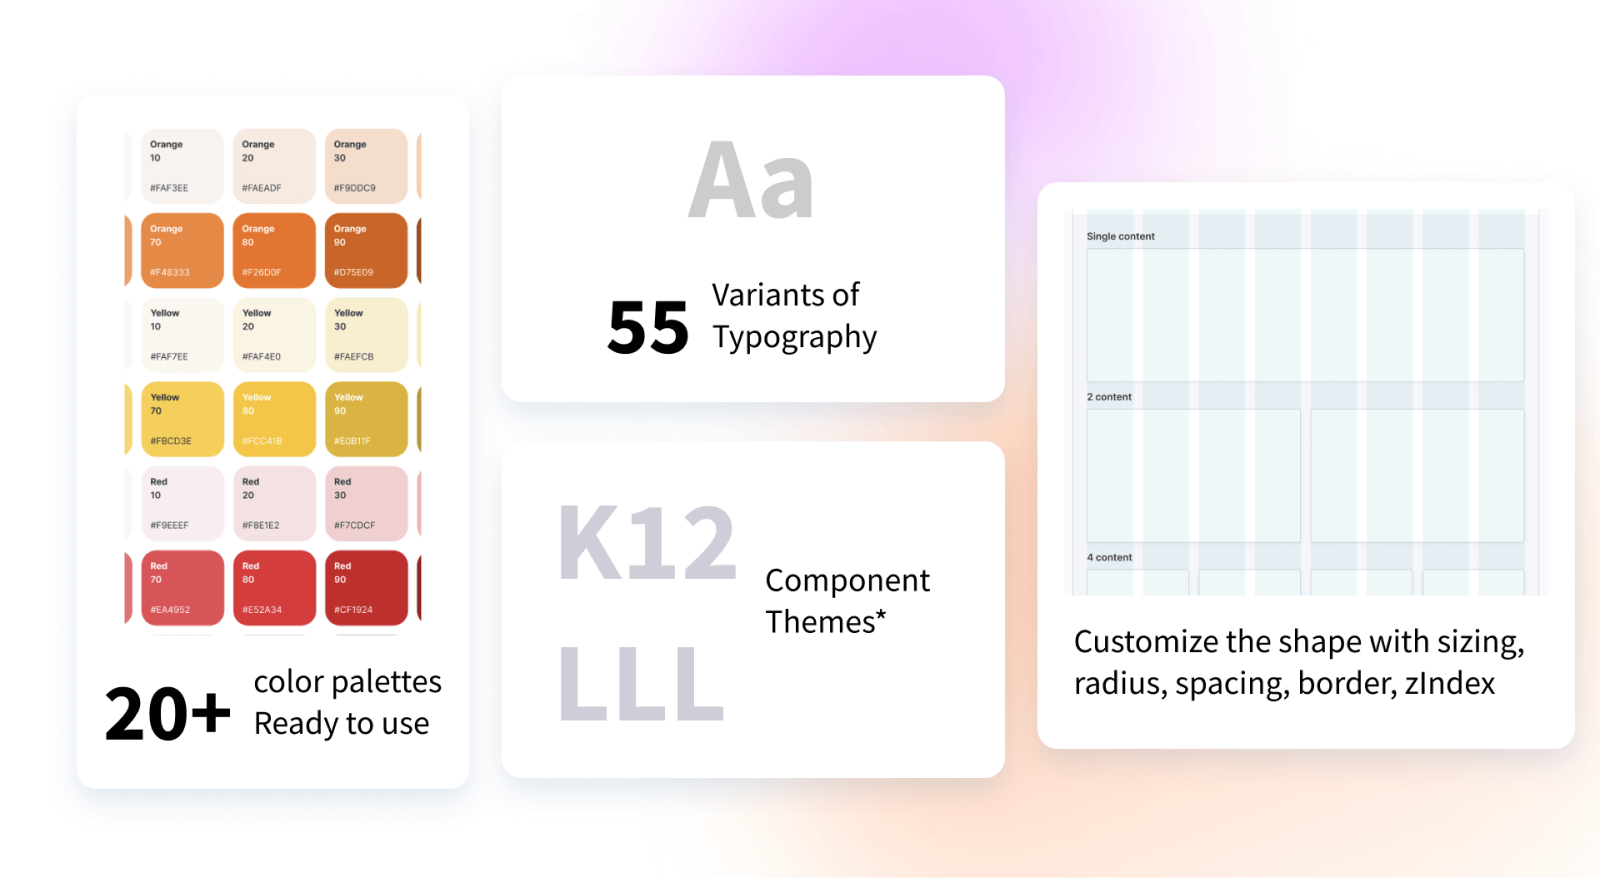 Orange
10
#FAF3EE
Orange
20
#FAEADF
Orange
30
#F9DDC9
Orange
70
#F48333
Orange
80
#F26D0F
Orange
90
#D75E09
Yellow
10
#FAF7EE
Yellow
20
#FAF4E0
Yellow
30
#FAEFCB
Yellow
70
#FBCD3E
Yellow
80
#FCC41B
Yellow
90
#E0B11F
Red
10
#F9EEEF
Red
20
#F8E1E2
Red
30
#F7CDCF
Red
70
#EA4952
Red
80
#E52A34
Red
90
#CF1924
20+
color palettes
Ready to use
Aa
55
Variants of
Typography
K12
LLL
Component
Themes*
Single content
2 content
4 content
Customize the shape with sizing,
radius, spacing, border, zIndex